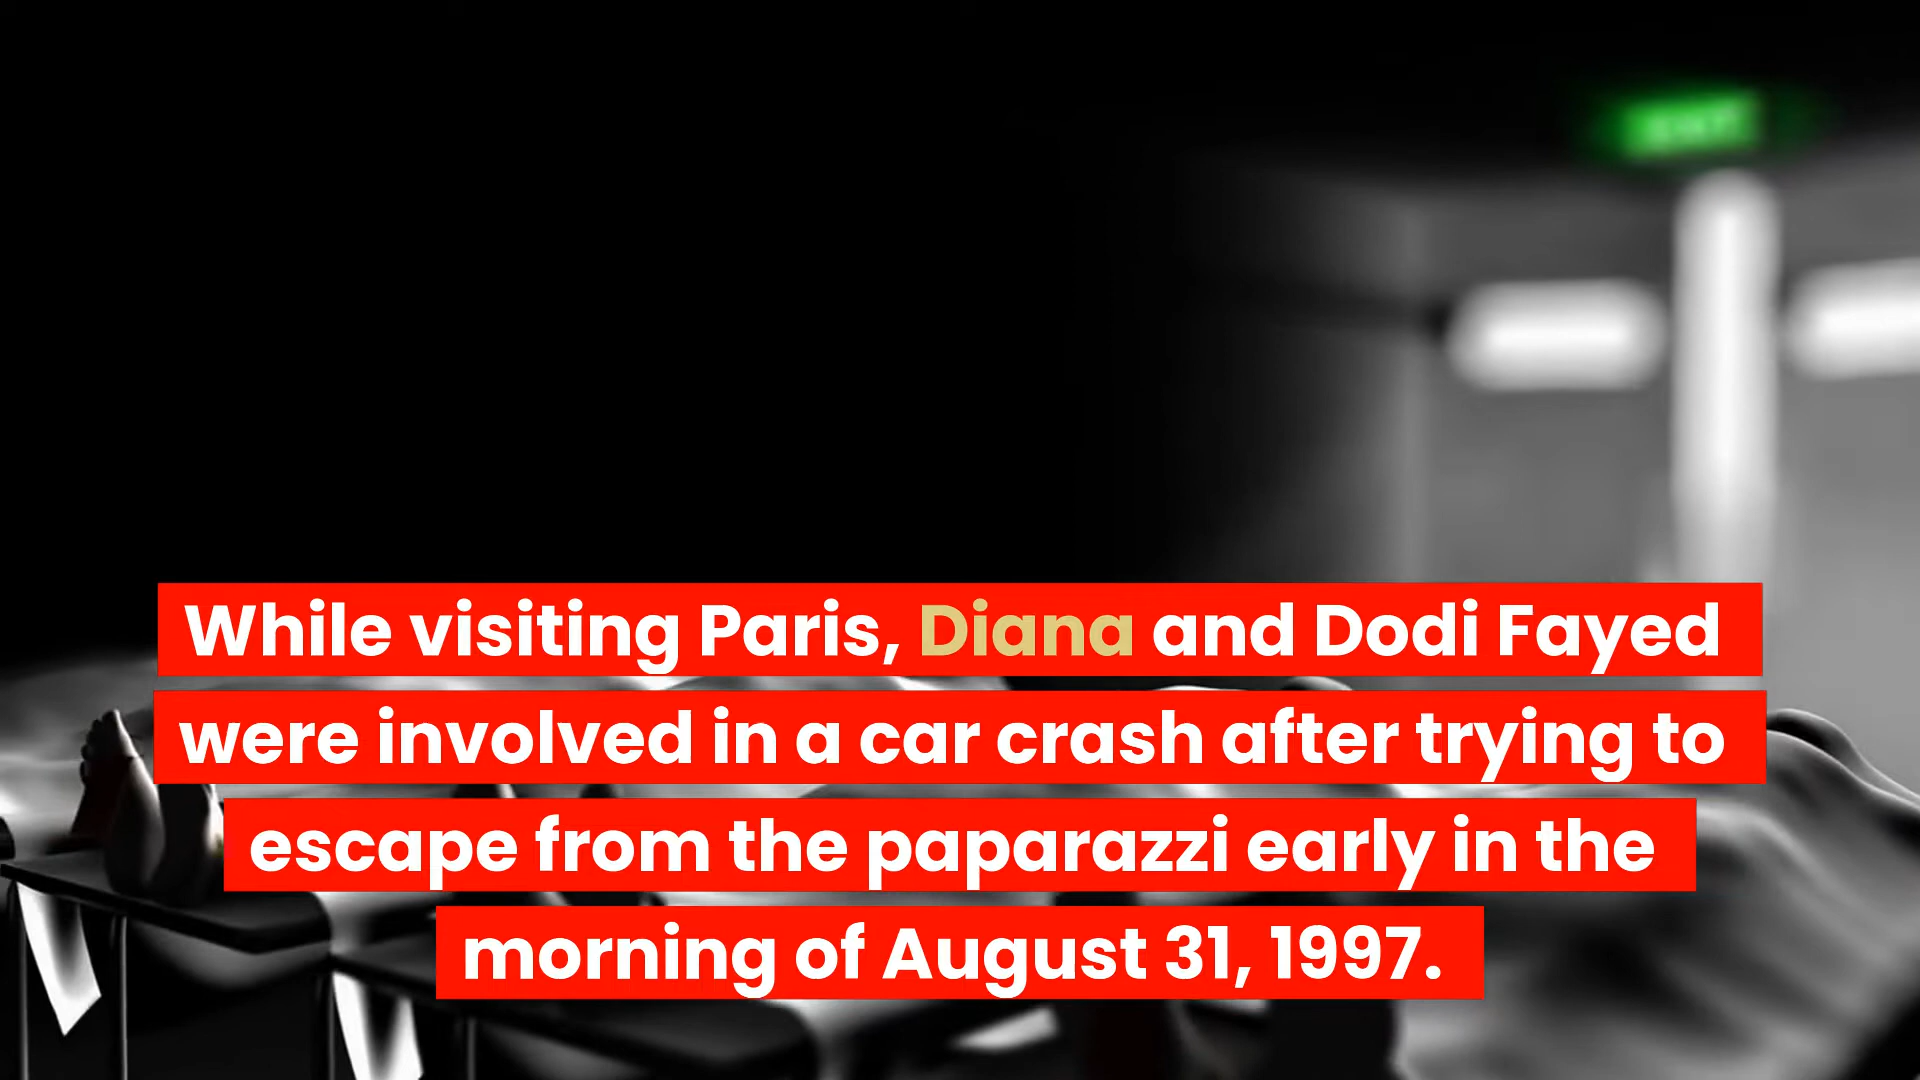 While visiting Paris, Diana and Dodi Fayed
were involved in a car crash after trying to
escape from the paparazzi early in the
morning of August 31, 1997.